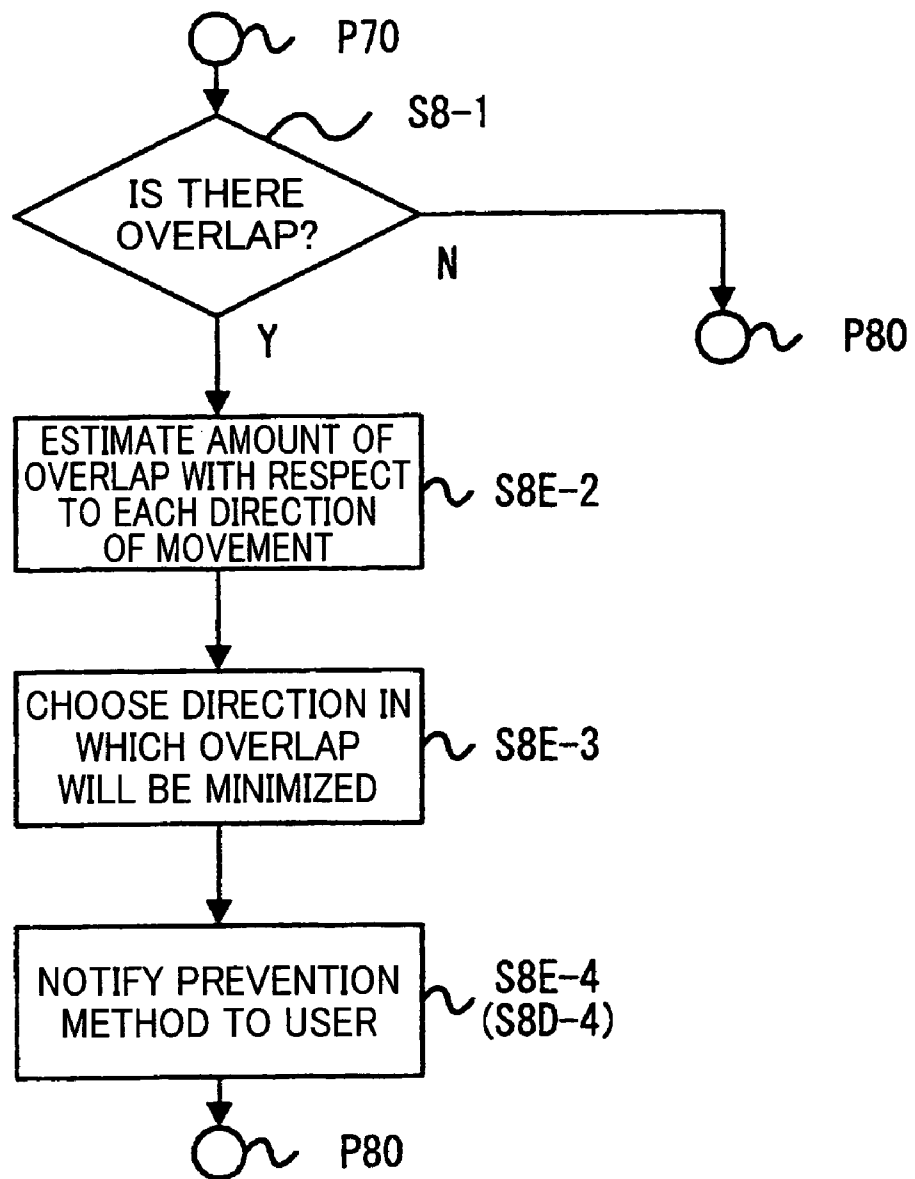 P70
S8-1
IS THERE
OVERLAP?
N
Y
P80
ESTIMATE AMOUNT OF
OVERLAP WITH RESPECT
TO EACH DIRECTION
OF MOVEMENT
S8E-2
CHOOSE DIRECTION IN
WHICH OVERLAP
WILL BE MINIMIZED
S8E-3
NOTIFY PREVENTION
METHOD TO USER
S8E-4
(S8D-4)
P80